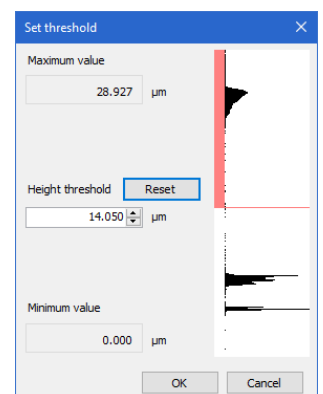 Set threshold
Maximum value
28.927 µm
Height threshold Reset
14.050 µm
Minimum value
0.000 µm
OK Cancel